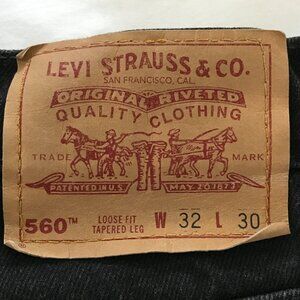 LEVI STRAUSS & CO.
SAN FRANCISCO, CAL.
ORIGINAL RIVETED
QUALITY CLOTHING
TRADE MARK
PATENTED IN U.S. MAY 20 1873
560™ LOOSE FIT TAPERED LEG W 32 L 30